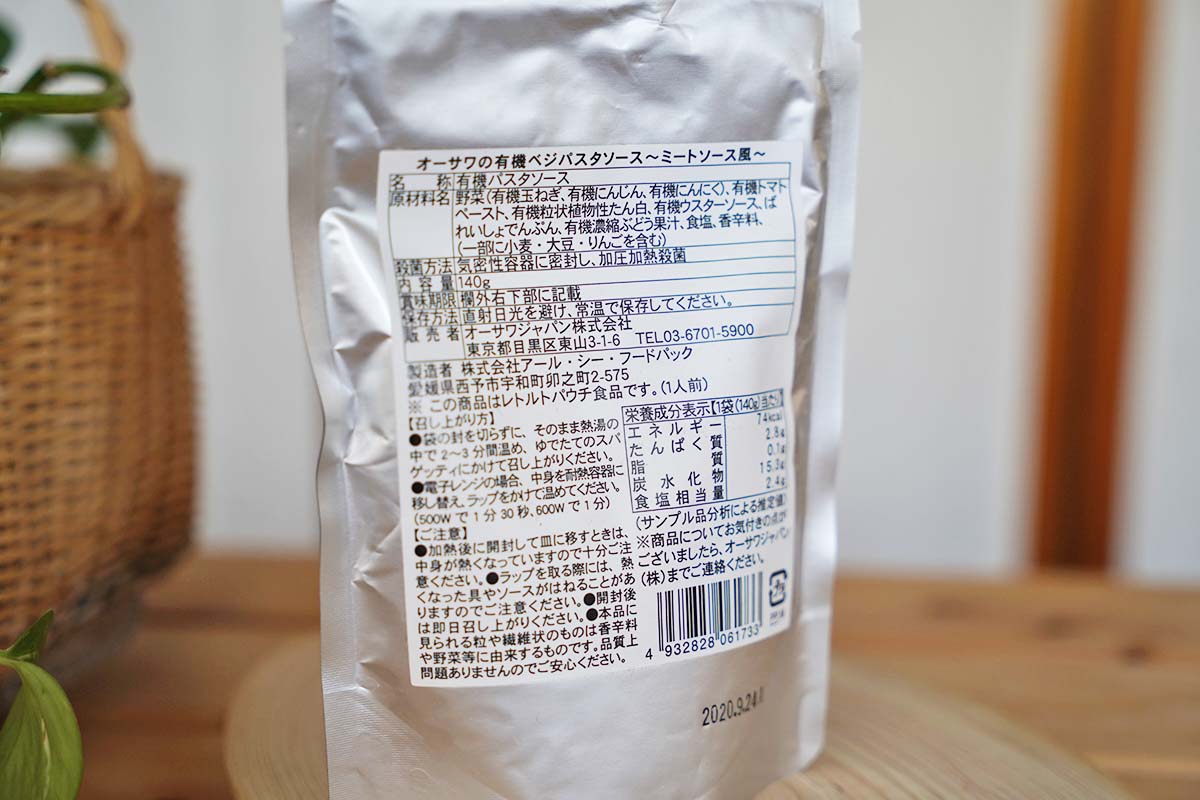 オーサワの有機ベジパスタソース～ミートソース風～
名 称 有機パスタソース
原材料名 野菜(有機玉ねぎ、有機にんじん、有機にんにく)、有機トマト
ペースト、有機粒状植物性たん白、有機ウスターソース、ば
れいしょでんぷん、有機濃縮ぶどう果汁、食塩、香辛料、
(一部に小麦・大豆・りんごを含む)
殺菌方法 気密性容器に密封し、加圧加熱殺菌
内容量 140g
賞味期限 欄外右下部に記載
保存方法 直射日光を避け、常温で保存してください。
販売者 オーサワジャパン株式会社
東京都目黒区東山3-1-6 TEL03-6701-5900
製造者 株式会社アール・シー・フードパック
愛媛県西予市宇和町卯之町2-575
※ この商品はレトルトパウチ食品です。(1人前)
【召し上がり方】
●袋の封を切らずに、そのまま熱湯の
中で2～3分間温め、ゆでたてのスパ
ゲッティにかけて召し上がりください。
●電子レンジの場合、中身を耐熱容器に
移し替え、ラップをかけて温めてください。
(500Wで1分30秒、600Wで1分)
【ご注意】
●加熱後に開封して皿に移すときは、
中身が熱くなっていますので十分ご注
意ください。●ラップを取る際には、熱
くなった具やソースがはねることがあ
りますのでご注意ください。●開封後
は即日召し上がりください。●本品に
見られる粒や繊維状のものは香辛料
や野菜等に由来するものです。品質上
問題ありませんのでご安心ください。
栄養成分表示【1袋(140g)当たり】
エネルギー 74kcal
たんぱく質 2.8g
脂質 0.1g
炭水化物 15.3g
食塩相当量 2.4g
(サンプル品分析による推定値)
※商品についてお気付きの点が
ございましたら、オーサワジャパン
(株)までご連絡ください。
4 932828 061733
2020.9.24